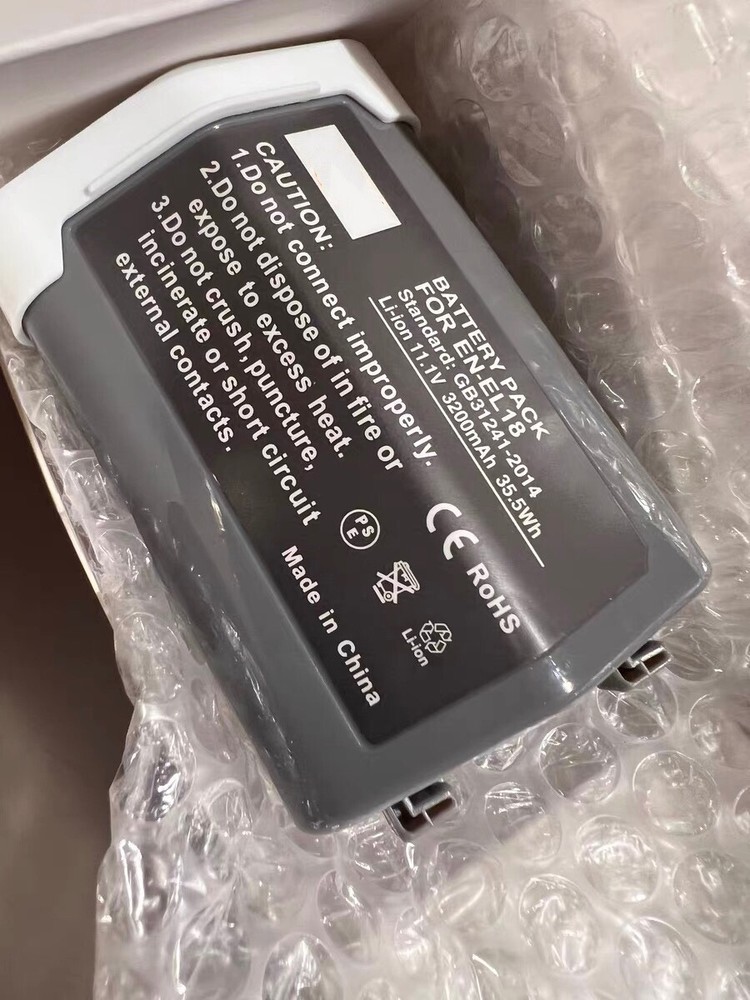 BATTERY PACK
FOR EN-EL18
Standard: GB31241-2014
Li-ion 11.1V 3200mAh 35.5Wh
CAUTION:
1.Do not connect improperly.
2.Do not dispose of in fire or
expose to excess heat.
3.Do not crush,puncture,
incinerate or short circuit
external contacts.
CE RoHS
PS
E
Li-ion
Made in China